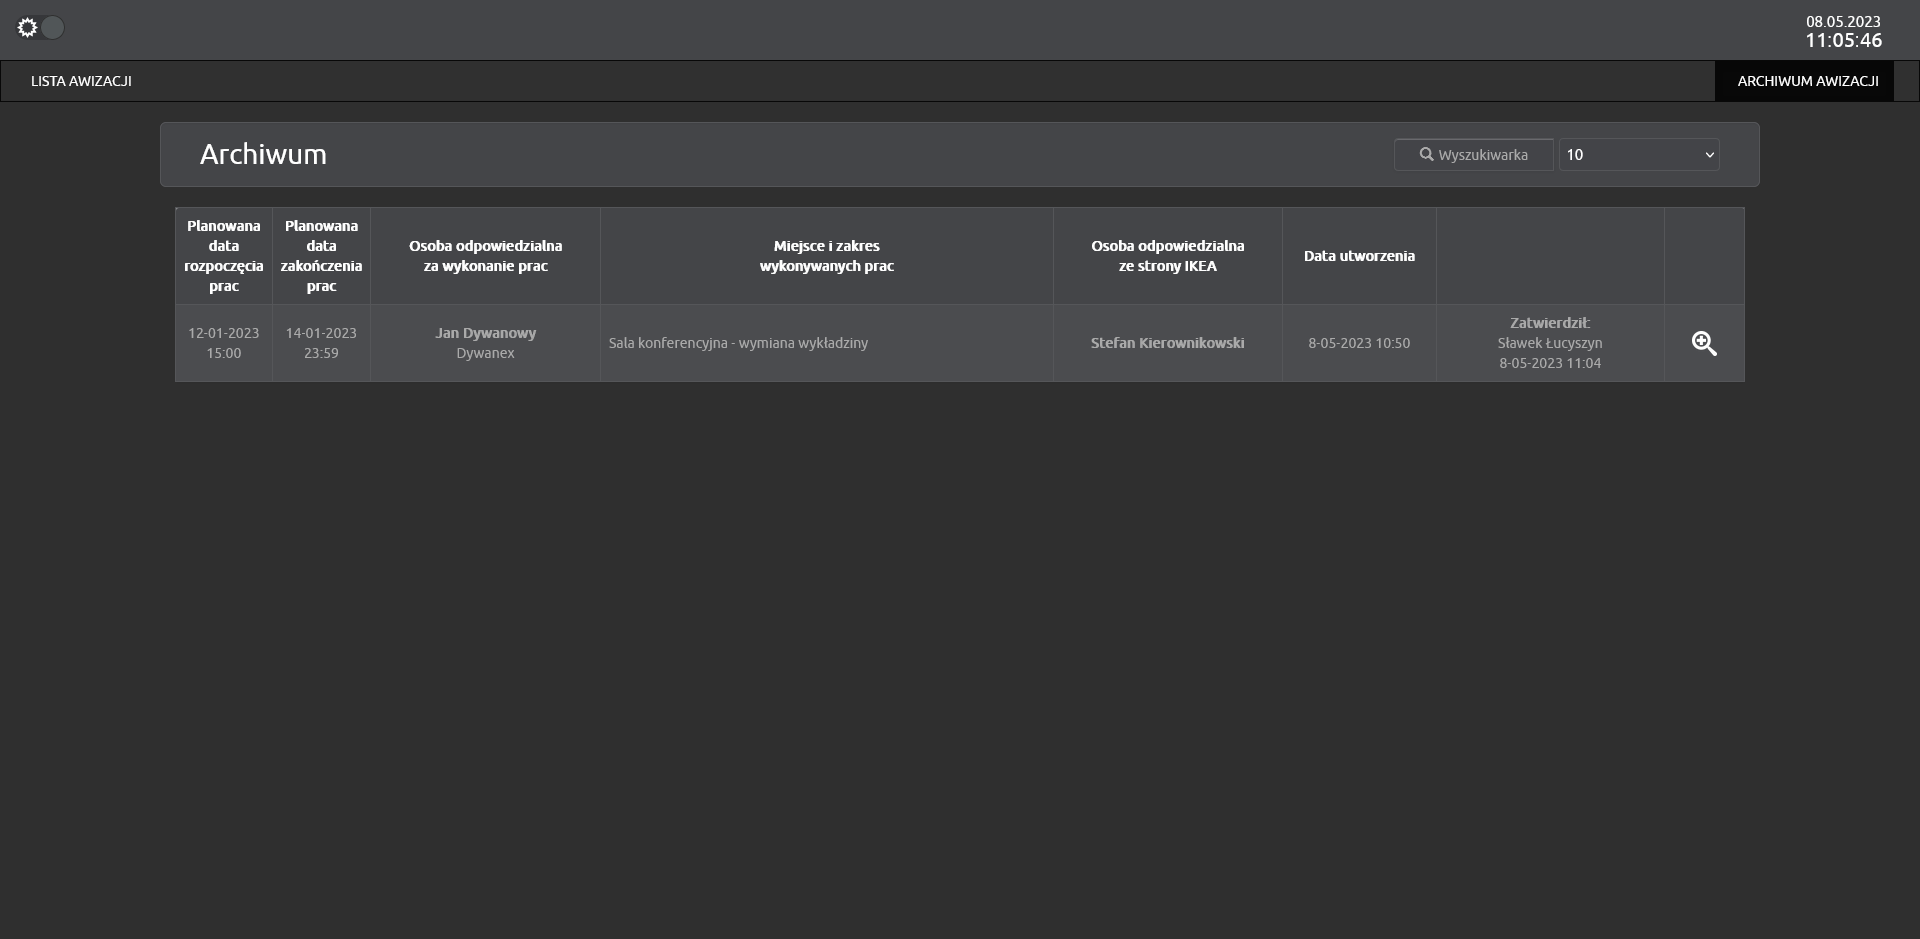 08.05.2023
11:05:46
LISTA AWIZACJI
ARCHIWUM AWIZACJI
Archiwum
Wyszukiwarka
10
Planowana
data
rozpoczęcia
prac
Planowana
data
zakończenia
prac
Osoba odpowiedzialna
za wykonanie prac
Miejsce i zakres
wykonywanych prac
Osoba odpowiedzialna
ze strony IKEA
Data utworzenia
12-01-2023
15:00
14-01-2023
23:59
Jan Dywanowy
Dywanex
Sala konferencyjna - wymiana wykładziny
Stefan Kierownikowski
8-05-2023 10:50
Zatwierdził:
Sławek Łucyszyn
8-05-2023 11:04